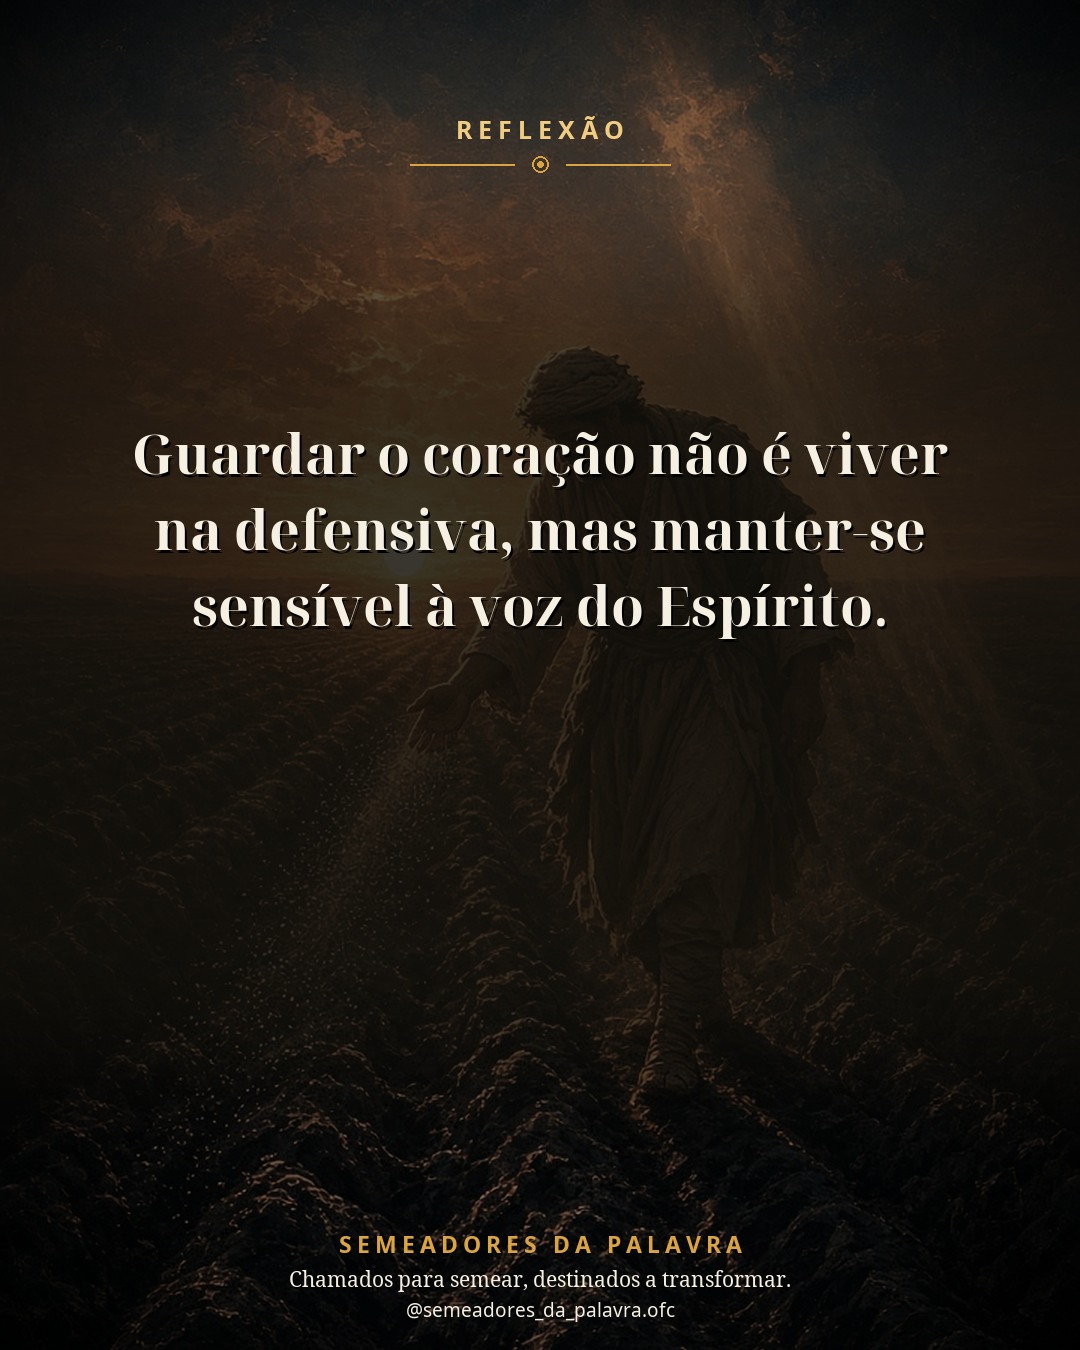 REFLEXÃO
Guardar o coração não é viver
na defensiva, mas manter-se
sensível à voz do Espírito.
SEMEADORES DA PALAVRA
Chamados para semear, destinados a transformar.
@semeadores_da_palavra.ofc